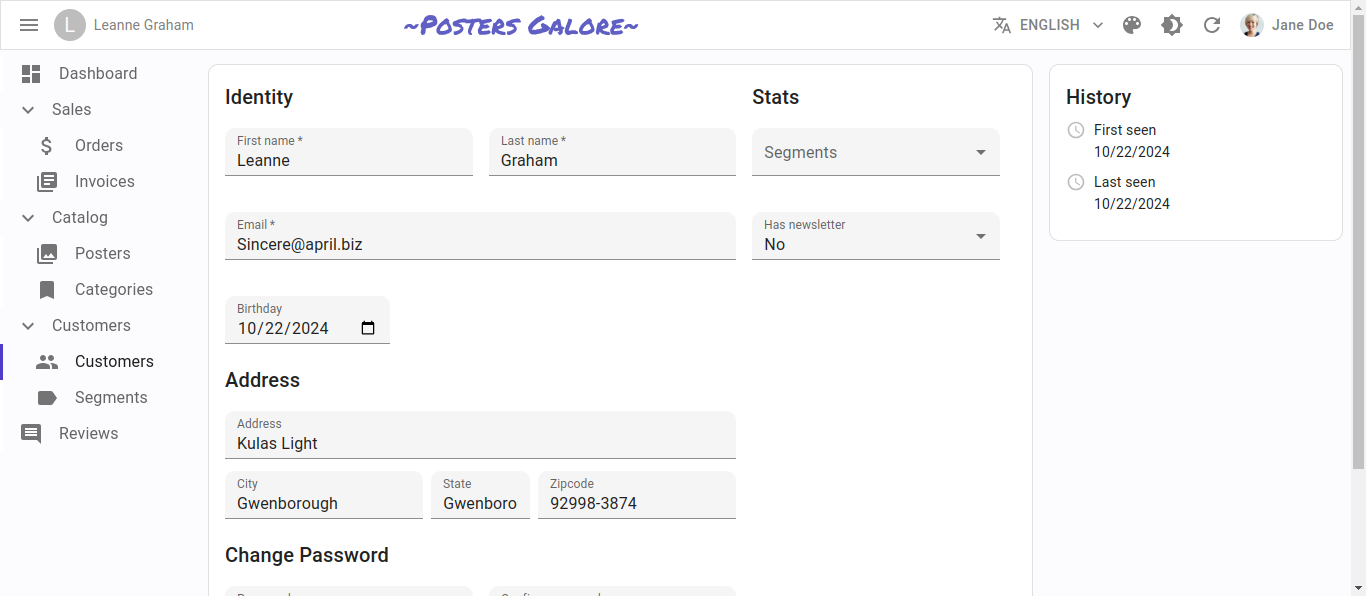 L Leanne Graham
~Posters Galore~
ENGLISH
Jane Doe
Dashboard
Sales
Orders
Invoices
Catalog
Posters
Categories
Customers
Customers
Segments
Reviews
Identity
First name *
Leanne
Last name *
Graham
Email *
Sincere@april.biz
Birthday
10/22/2024
Address
Address
Kulas Light
City
Gwenborough
State
Gwenboro
Zipcode
92998-3874
Change Password
Stats
Segments
Has newsletter
No
History
First seen
10/22/2024
Last seen
10/22/2024